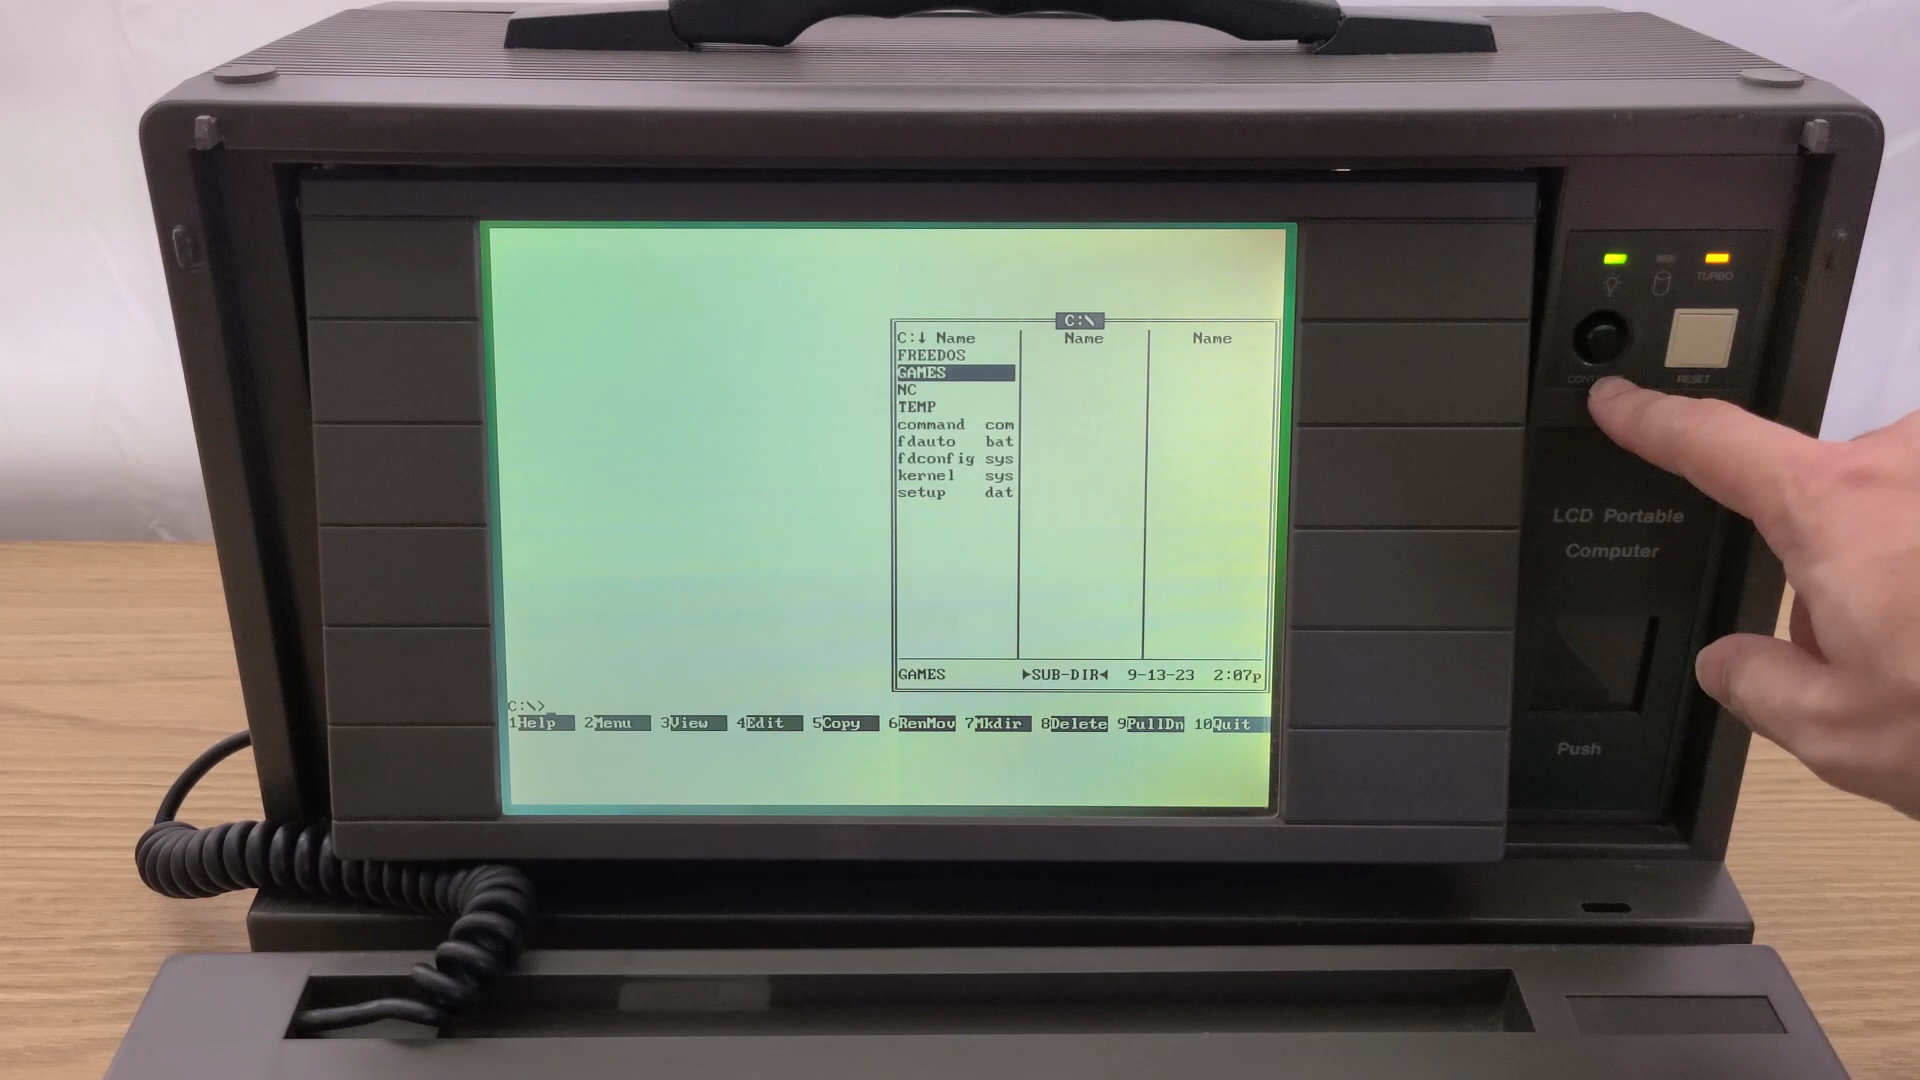 C:\
C:↓ Name Name Name
FREEDOS
GAMES
NC
TEMP
command com
fdauto bat
fdconfig sys
kernel sys
setup dat
GAMES ►SUB-DIR◄ 9-13-23 2:07p
C:\>
1Help 2Menu 3View 4Edit 5Copy 6RenMov 7Mkdir 8Delete 9PullDn 10Quit
TURBO
RESET
LCD Portable
Computer
Push